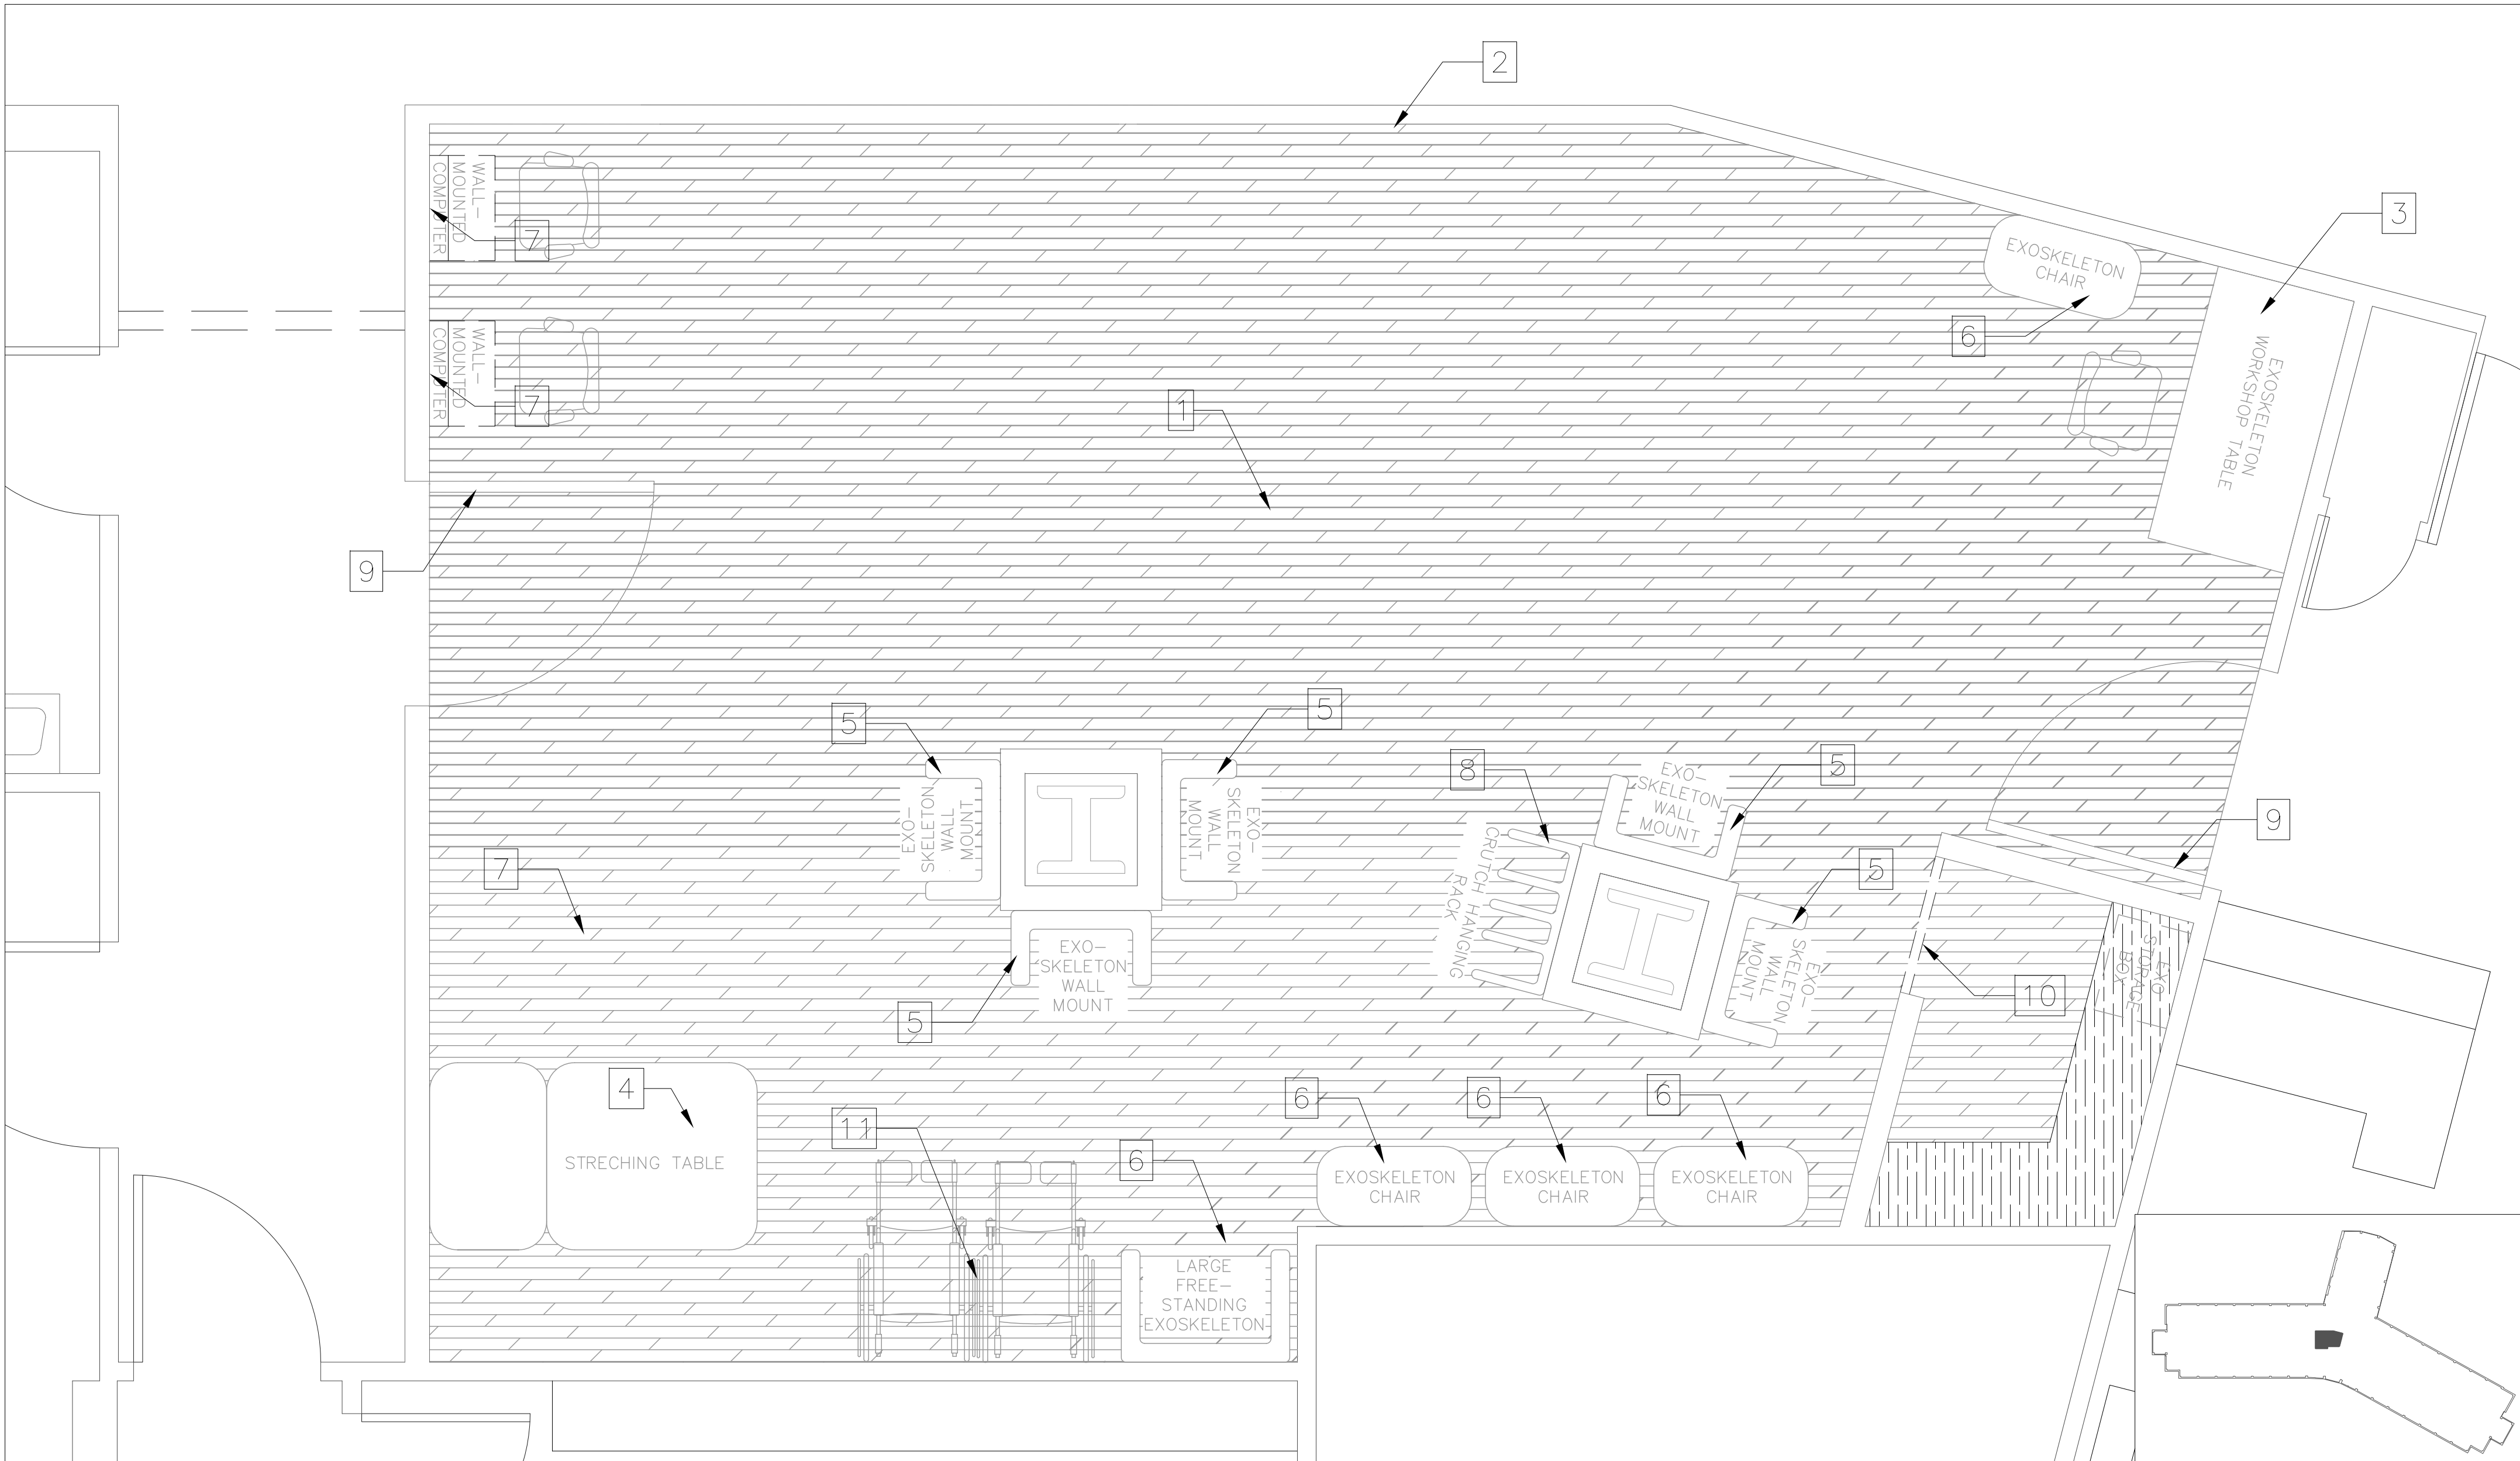 2
3
WALL-
MOUNTED
COMPUTER
7
EXOSKELETON
CHAIR
6
WALL-
MOUNTED
COMPUTER
7
EXOSKELETON
WORKSHOP TABLE
1
9
5
5
8
5
EXO-
SKELETON
WALL
MOUNT
EXO-
SKELETON
WALL
MOUNT
EXO-
SKELETON
WALL
MOUNT
9
CRUTCH HANGING
RACK
7
5
EXO-
SKELETON
WALL
MOUNT
EXO-
SKELETON
WALL
MOUNT
EXO
STORAGE
BOX
10
5
4
STRECHING TABLE
11
6
6
6
6
EXOSKELETON
CHAIR
EXOSKELETON
CHAIR
EXOSKELETON
CHAIR
LARGE
FREE-
STANDING
EXOSKELETON